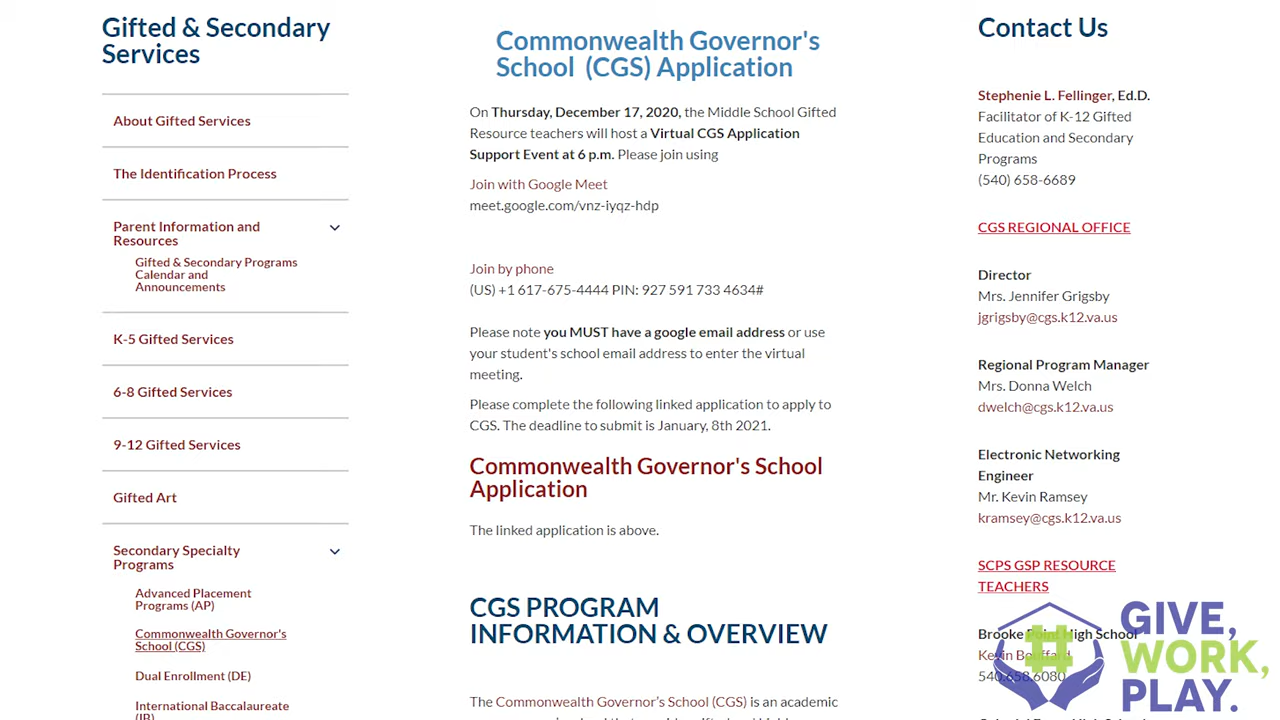 Gifted & Secondary
Services
About Gifted Services
The Identification Process
Parent Information and
Resources
Gifted & Secondary Programs
Calendar and
Announcements
K-5 Gifted Services
6-8 Gifted Services
9-12 Gifted Services
Gifted Art
Secondary Specialty
Programs
Advanced Placement
Programs (AP)
Commonwealth Governor's
School (CGS)
Dual Enrollment (DE)
International Baccalaureate
(IB)
Commonwealth Governor's
School (CGS) Application
On Thursday, December 17, 2020, the Middle School Gifted
Resource teachers will host a Virtual CGS Application
Support Event at 6 p.m. Please join using
Join with Google Meet
meet.google.com/vnz-iyqz-hdp
Join by phone
(US) +1 617-675-4444 PIN: 927 591 733 4634#
Please note you MUST have a google email address or use
your student's school email address to enter the virtual
meeting.
Please complete the following linked application to apply to
CGS. The deadline to submit is January, 8th 2021.
Commonwealth Governor's School
Application
The linked application is above.
CGS PROGRAM
INFORMATION & OVERVIEW
The Commonwealth Governor's School (CGS) is an academic
Contact Us
Stephenie L. Fellinger, Ed.D.
Facilitator of K-12 Gifted
Education and Secondary
Programs
(540) 658-6689
CGS REGIONAL OFFICE
Director
Mrs. Jennifer Grigsby
jgrigsby@cgs.k12.va.us
Regional Program Manager
Mrs. Donna Welch
dwelch@cgs.k12.va.us
Electronic Networking
Engineer
Mr. Kevin Ramsey
kramsey@cgs.k12.va.us
SCPS GSP RESOURCE
TEACHERS
Brooke Point High School
Kevin Bouffard
540.658.6080
#
GIVE,
WORK,
PLAY.